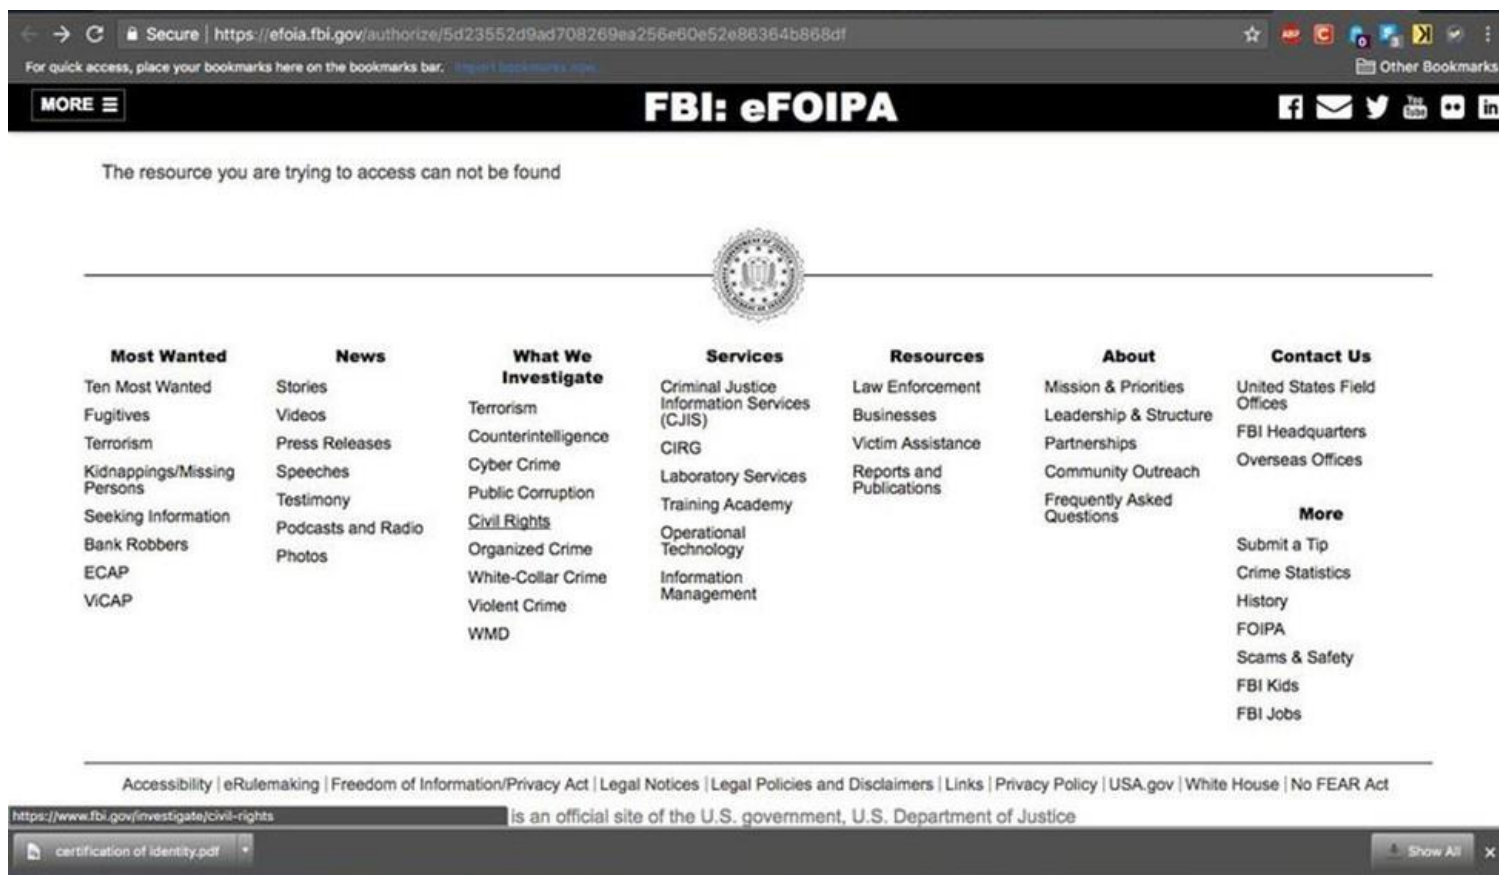 Secure | https://efoia.fbi.gov/authorize/5d23552d9ad708269ea256e60e52e86364b868df
For quick access, place your bookmarks here on the bookmarks bar. Import bookmarks now...
Other Bookmarks
MORE
FBI: eFOIPA
The resource you are trying to access can not be found
Most Wanted
Ten Most Wanted
Fugitives
Terrorism
Kidnappings/Missing
Persons
Seeking Information
Bank Robbers
ECAP
ViCAP
News
Stories
Videos
Press Releases
Speeches
Testimony
Podcasts and Radio
Photos
What We
Investigate
Terrorism
Counterintelligence
Cyber Crime
Public Corruption
Civil Rights
Organized Crime
White-Collar Crime
Violent Crime
WMD
Services
Criminal Justice
Information Services
(CJIS)
CIRG
Laboratory Services
Training Academy
Operational
Technology
Information
Management
Resources
Law Enforcement
Businesses
Victim Assistance
Reports and
Publications
About
Mission & Priorities
Leadership & Structure
Partnerships
Community Outreach
Frequently Asked
Questions
Contact Us
United States Field
Offices
FBI Headquarters
Overseas Offices
More
Submit a Tip
Crime Statistics
History
FOIPA
Scams & Safety
FBI Kids
FBI Jobs
Accessibility | eRulemaking | Freedom of Information/Privacy Act | Legal Notices | Legal Policies and Disclaimers | Links | Privacy Policy | USA.gov | White House | No FEAR Act
https://www.fbi.gov/investigate/civil-rights
is an official site of the U.S. government, U.S. Department of Justice
certification of identity.pdf
Show All